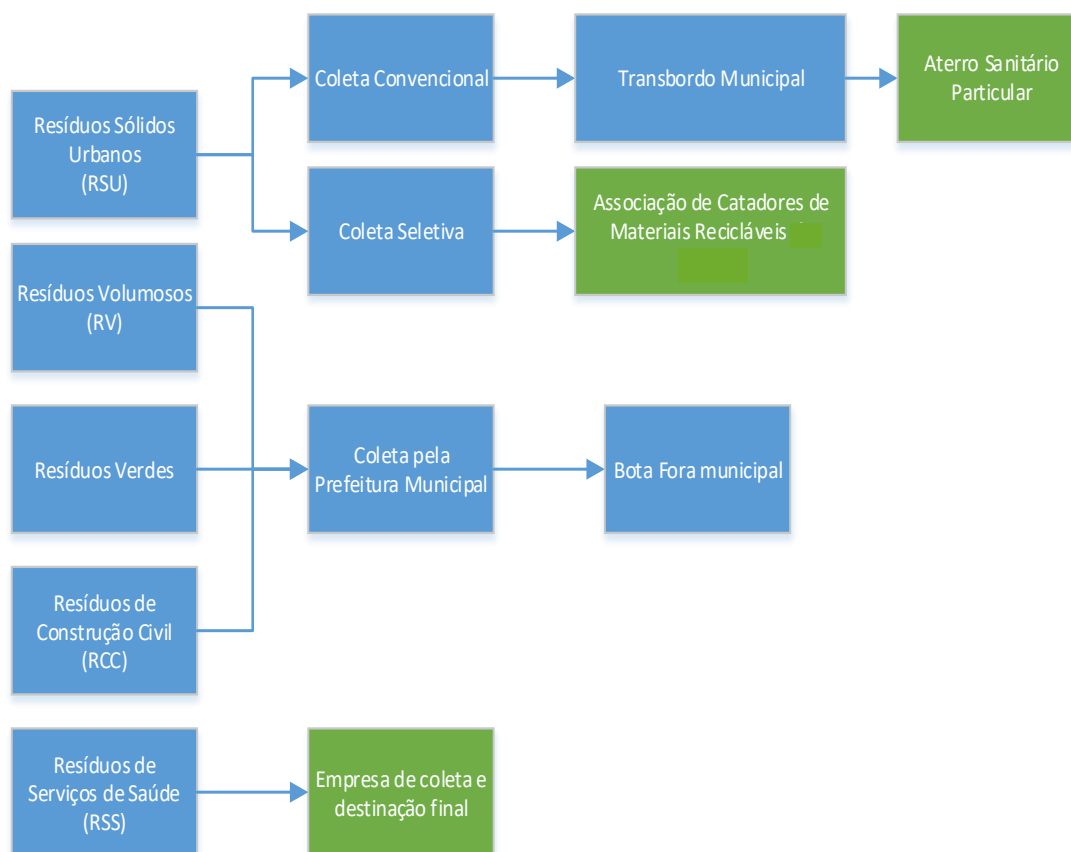 Coleta Convencional
Transbordo Municipal
Aterro Sanitário
Particular
Resíduos Sólidos
Urbanos
(RSU)
Coleta Seletiva
Associação de Catadores de
Materiais Recicláveis
Resíduos Volumosos
(RV)
Resíduos Verdes
Coleta pela
Prefeitura Municipal
Bota Fora municipal
Resíduos de
Construção Civil
(RCC)
Resíduos de
Serviços de Saúde
(RSS)
Empresa de coleta e
destinação final